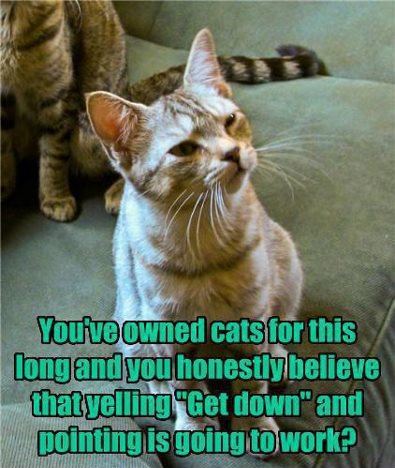 You've owned cats for this
long and you honestly believe
that yelling "Get down" and
pointing is going to work?